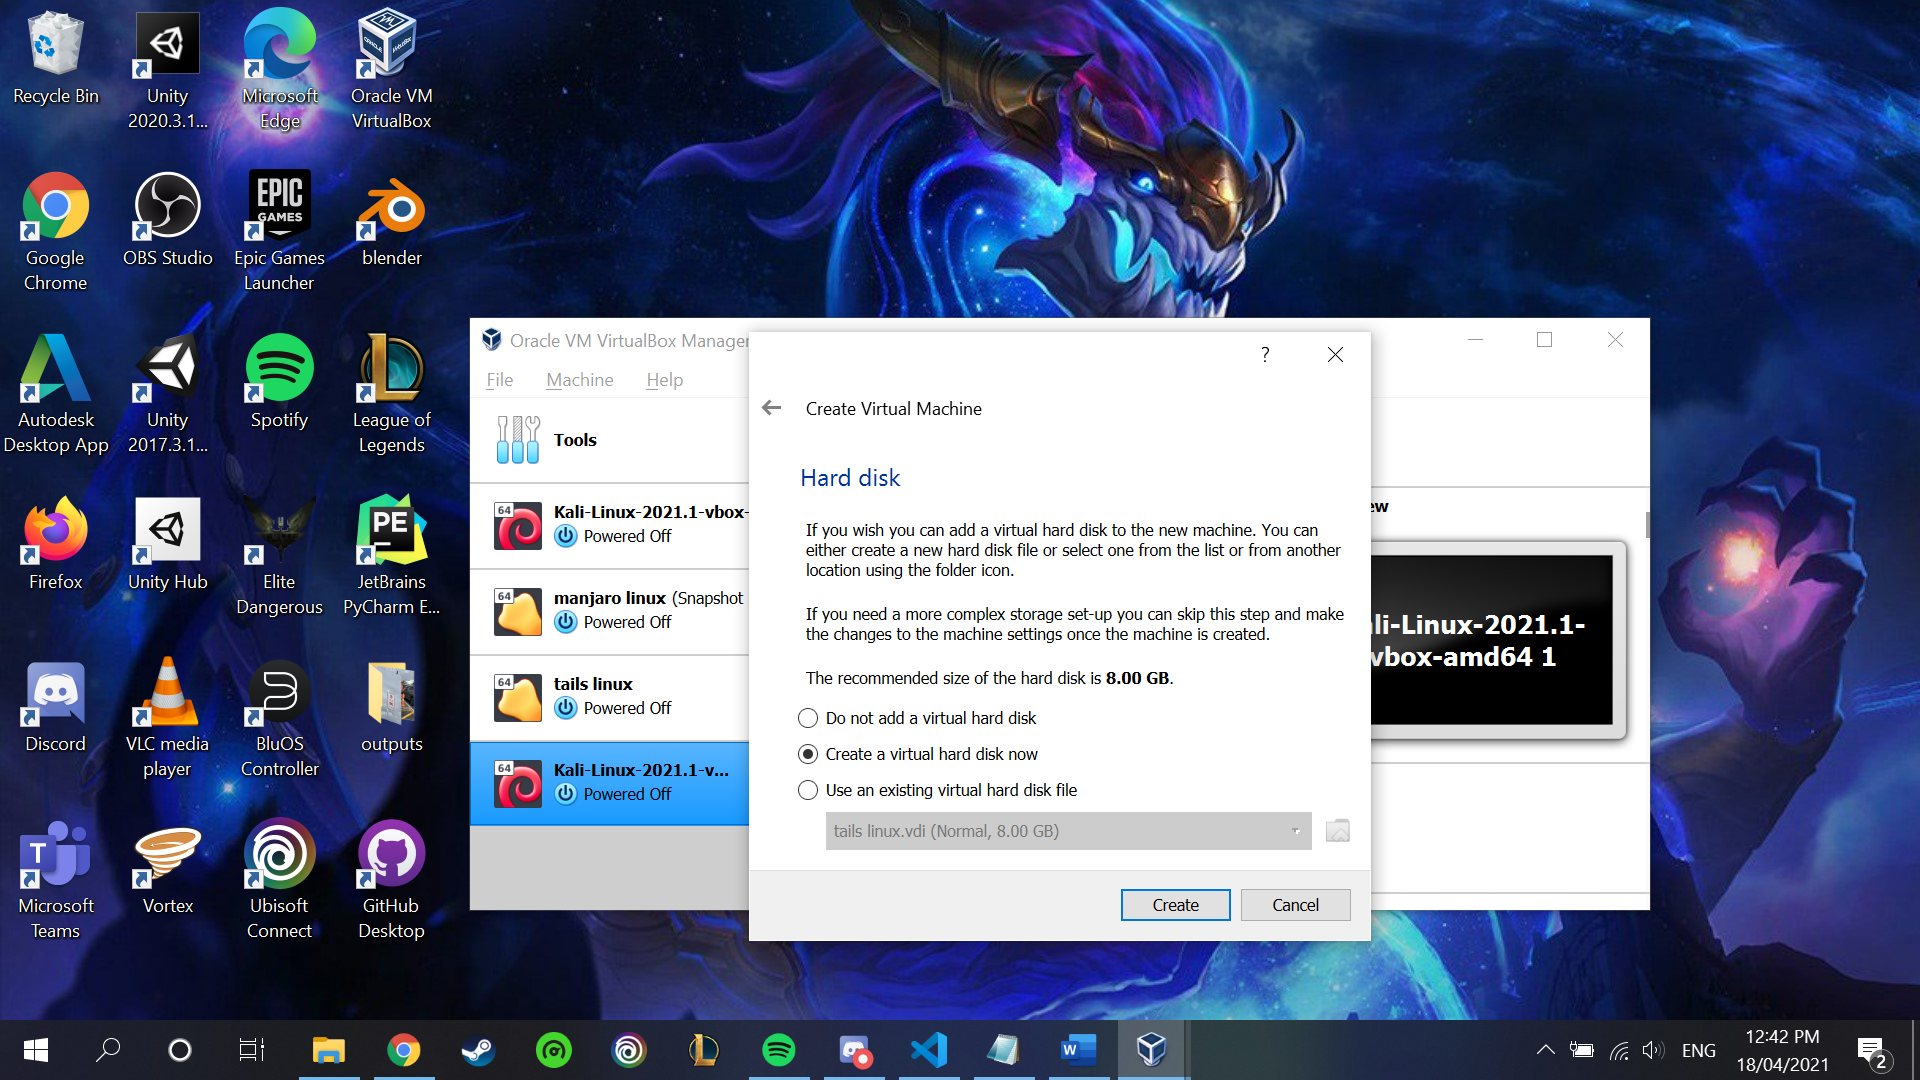 Recycle Bin
Unity
2020.3.1...
Microsoft
Edge
Oracle VM
VirtualBox
Google
Chrome
OBS Studio
EPIC
GAMES
Epic Games
Launcher
blender
Autodesk
Desktop App
Unity
2017.3.1...
Spotify
League of
Legends
Firefox
Unity Hub
Elite
Dangerous
PE
JetBrains
PyCharm E...
Discord
VLC media
player
BluOS
Controller
outputs
T
Microsoft
Teams
Vortex
Ubisoft
Connect
GitHub
Desktop
Oracle VM VirtualBox Manager
File
Machine
Help
Tools
64
Kali-Linux-2021.1-vbox-
Powered Off
64
manjaro linux (Snapshot
Powered Off
64
tails linux
Powered Off
64
Kali-Linux-2021.1-v...
Powered Off
?
Create Virtual Machine
Hard disk
If you wish you can add a virtual hard disk to the new machine. You can
either create a new hard disk file or select one from the list or from another
location using the folder icon.
If you need a more complex storage set-up you can skip this step and make
the changes to the machine settings once the machine is created.
The recommended size of the hard disk is 8.00 GB.
Do not add a virtual hard disk
Create a virtual hard disk now
Use an existing virtual hard disk file
tails linux.vdi (Normal, 8.00 GB)
Create
Cancel
ew
li-Linux-2021.1-
vbox-amd64 1
W
ENG
12:42 PM
18/04/2021
2